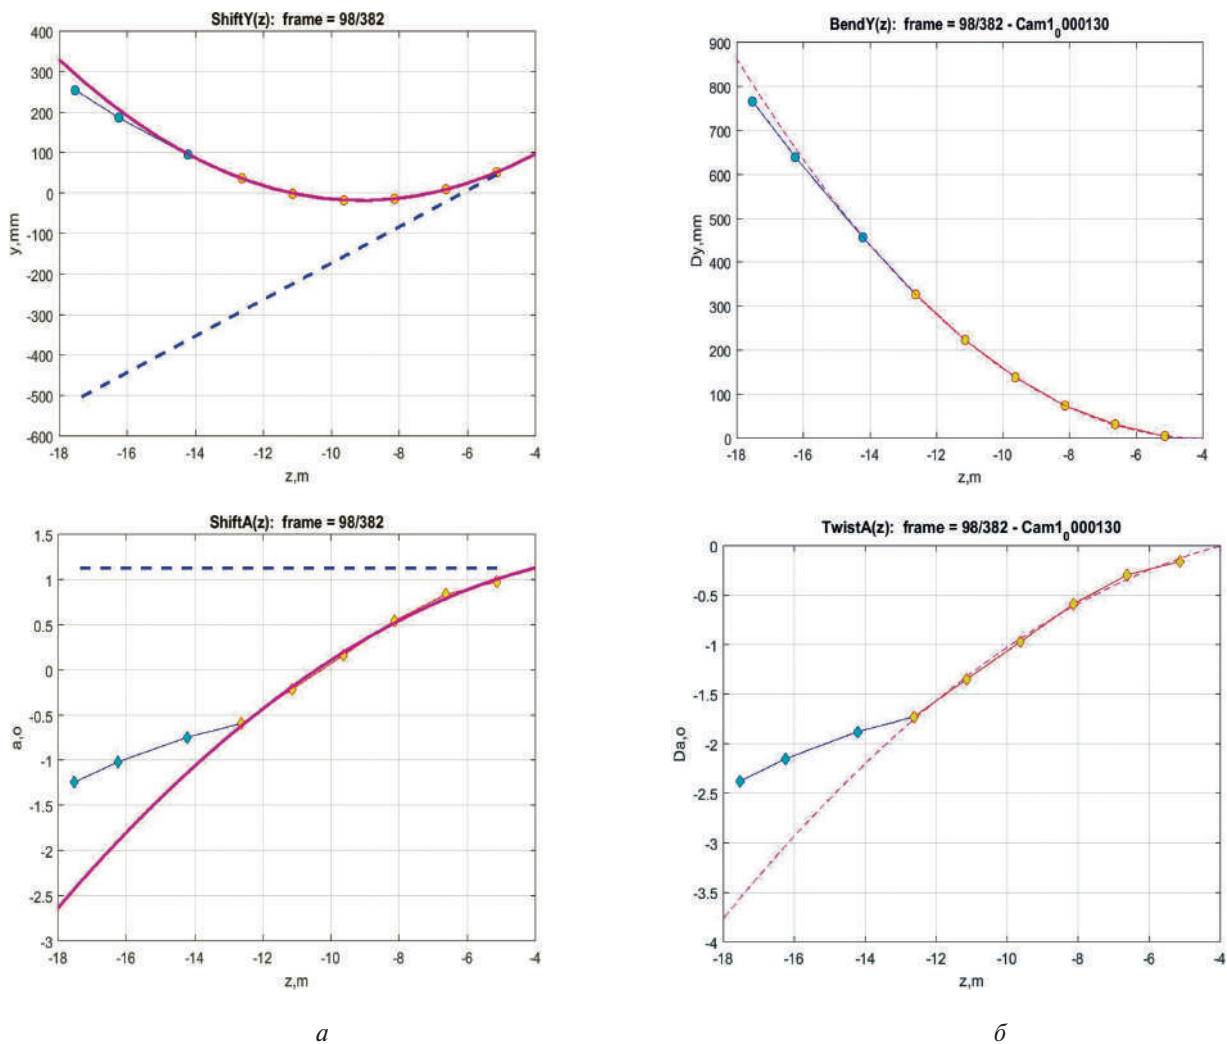 ShiftY(z): frame = 98/382
400
300
200
100
0
-100
-200
-300
-400
-500
-600
y,mm
-18 -16 -14 -12 -10 -8 -6 -4
z,m
BendY(z): frame = 98/382 - Cam1_0 000130
900
800
700
600
500
400
300
200
100
0
Dy,mm
-18 -16 -14 -12 -10 -8 -6 -4
z,m
ShiftA(z): frame = 98/382
1.5
1
0.5
0
-0.5
-1
-1.5
-2
-2.5
-3
a,o
-18 -16 -14 -12 -10 -8 -6 -4
z,m
TwistA(z): frame = 98/382 - Cam1_0 000130
0
-0.5
-1
-1.5
-2
-2.5
-3
-3.5
-4
Da,o
-18 -16 -14 -12 -10 -8 -6 -4
z,m
а б